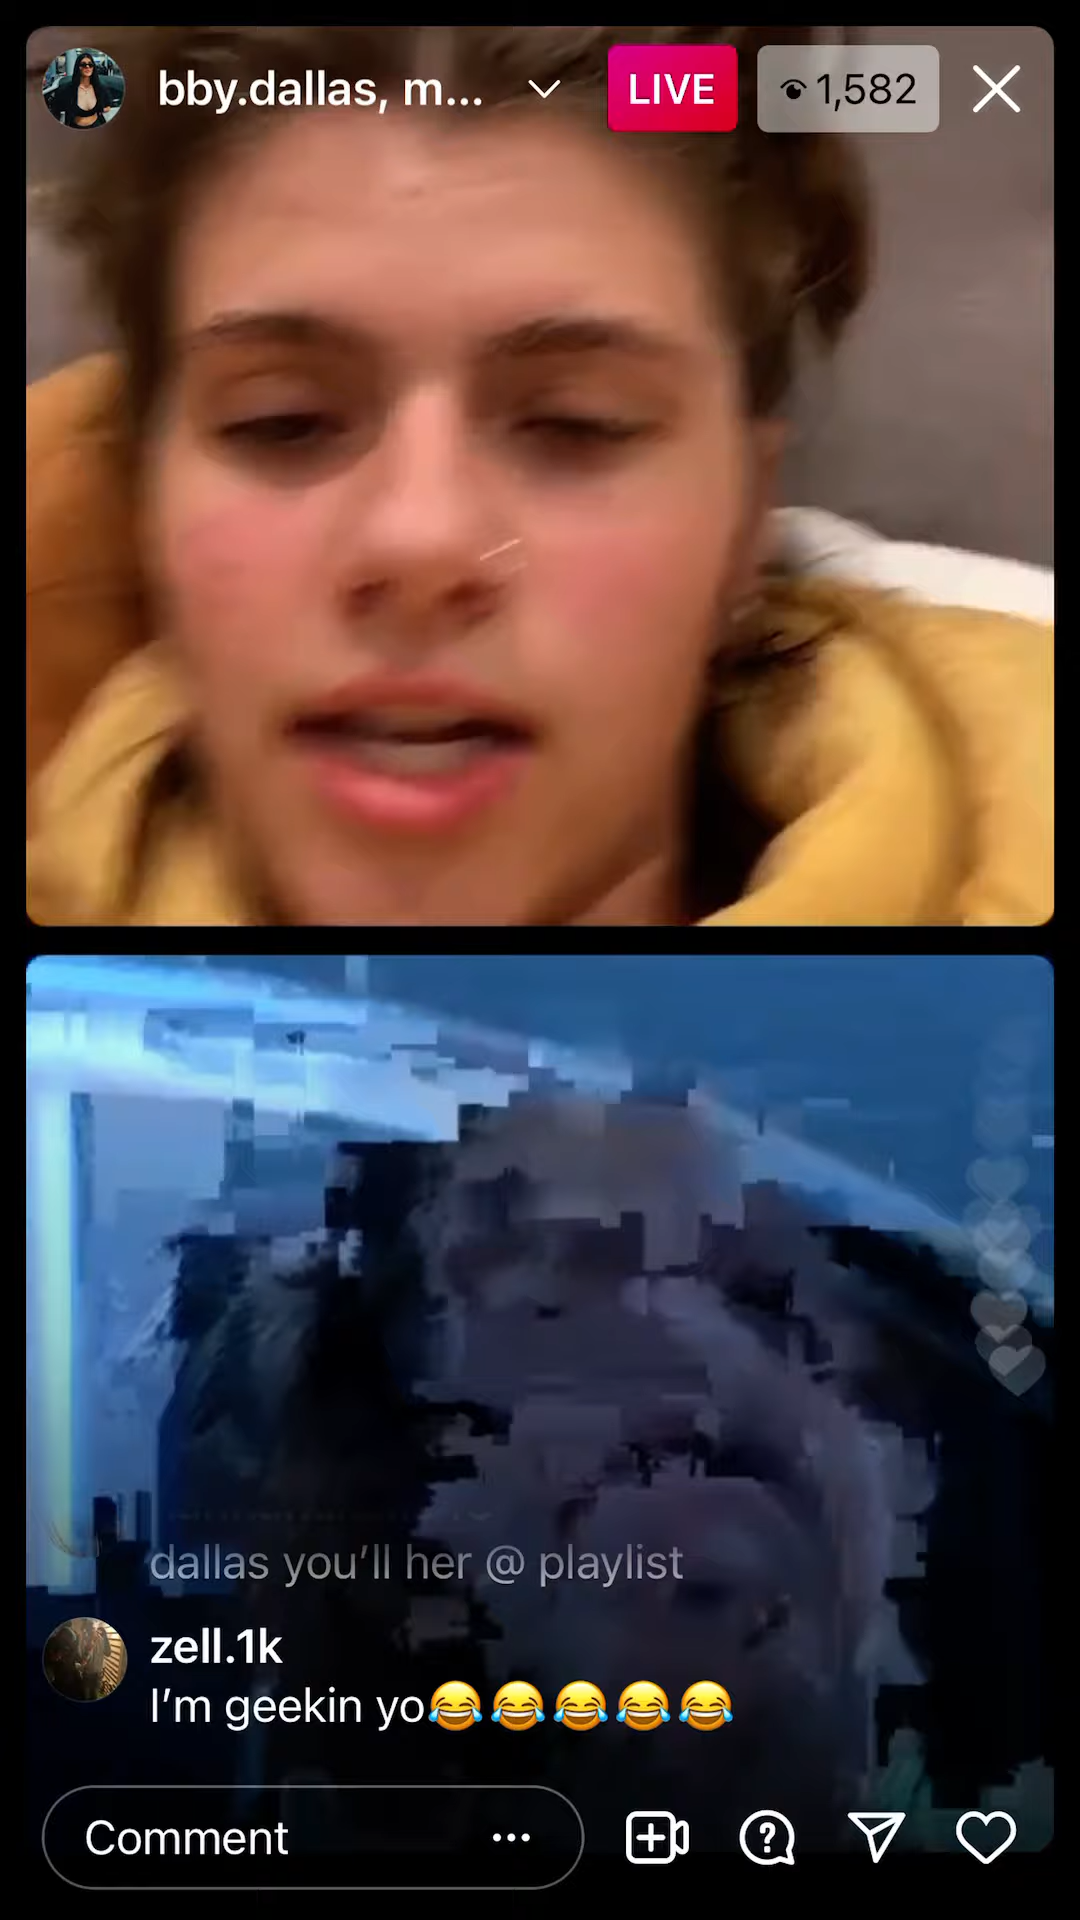 bby.dallas, m...
LIVE
1,582
dallas you'll her @ playlist
zell.1k
I'm geekin yo😂😂😂😂😂
Comment